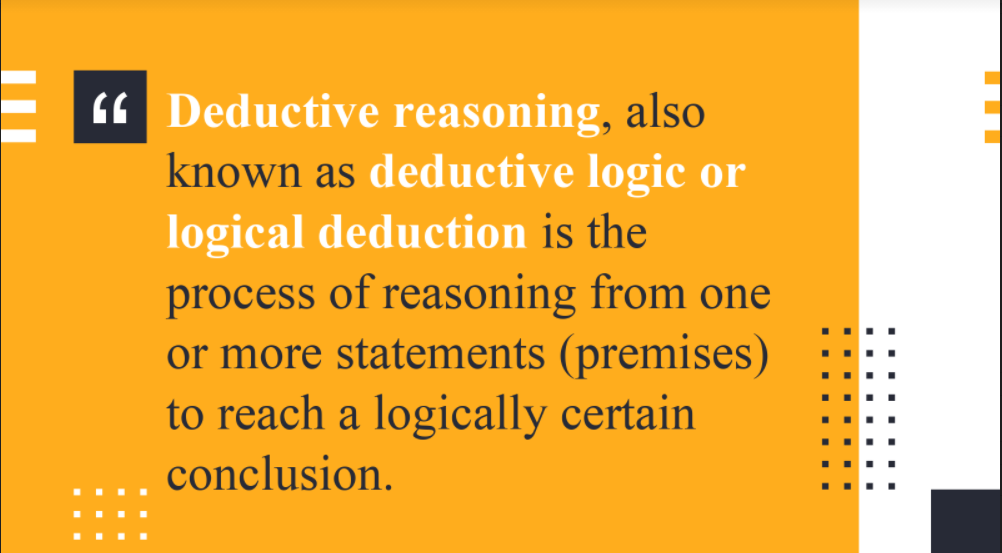 “
Deductive reasoning, also
known as deductive logic or
logical deduction is the
process of reasoning from one
or more statements (premises)
to reach a logically certain
conclusion.